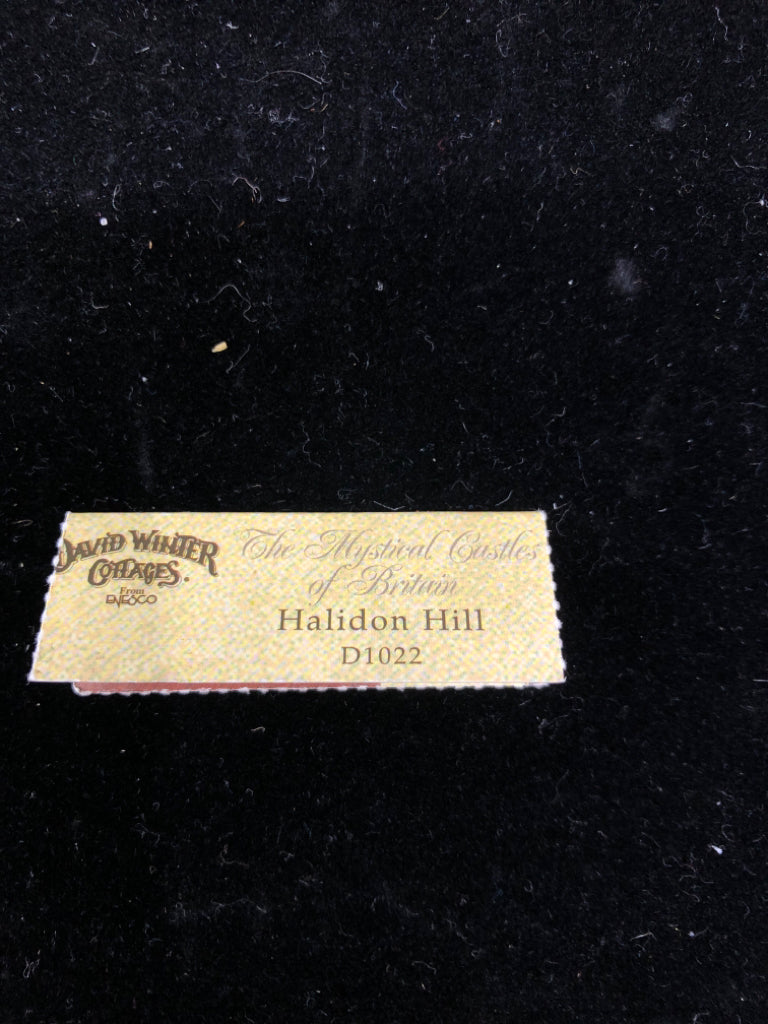 DAVID WINTER
COTTAGES.
From
ENESCO
The Mystical Castles
of Britain
Halidon Hill
D1022